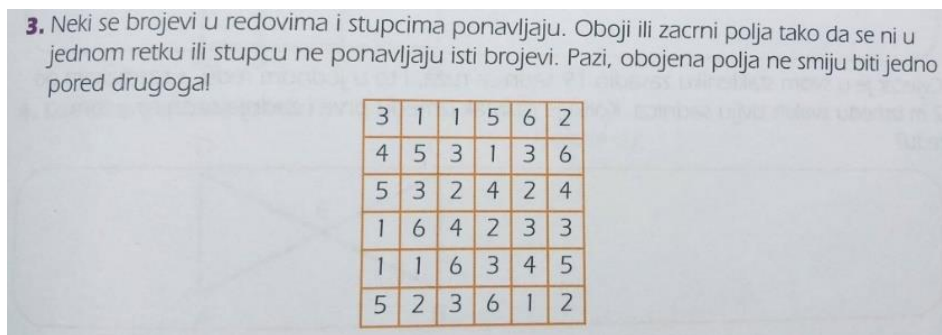 3. Neki se brojevi u redovima i stupcima ponavljaju. Oboji ili zacrni polja tako da se ni u
jednom retku ili stupcu ne ponavljaju isti brojevi. Pazi, obojena polja ne smiju biti jedno
pored drugoga!
3 1 1 5 6 2
4 5 3 1 3 6
5 3 2 4 2 4
1 6 4 2 3 3
1 1 6 3 4 5
5 2 3 6 1 2